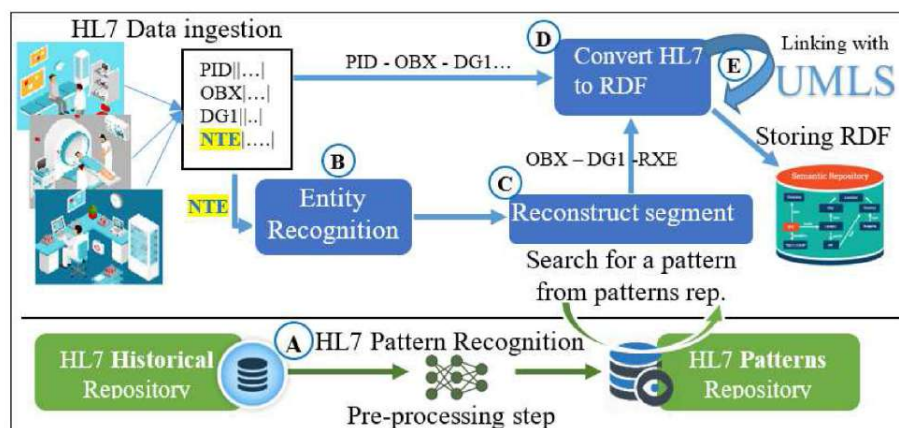 HL7 Data ingestion
PID||...|
OBX|...|
DG1||..|
NTE|....|
PID - OBX - DG1...
D
Convert HL7
to RDF
E
Linking with
UMLS
Storing RDF
Semantic Repository
NTE
B
Entity
Recognition
C
OBX – DG1 -RXE
Reconstruct segment
Search for a pattern
from patterns rep.
HL7 Historical
Repository
A
HL7 Pattern Recognition
Pre-processing step
HL7 Patterns
Repository